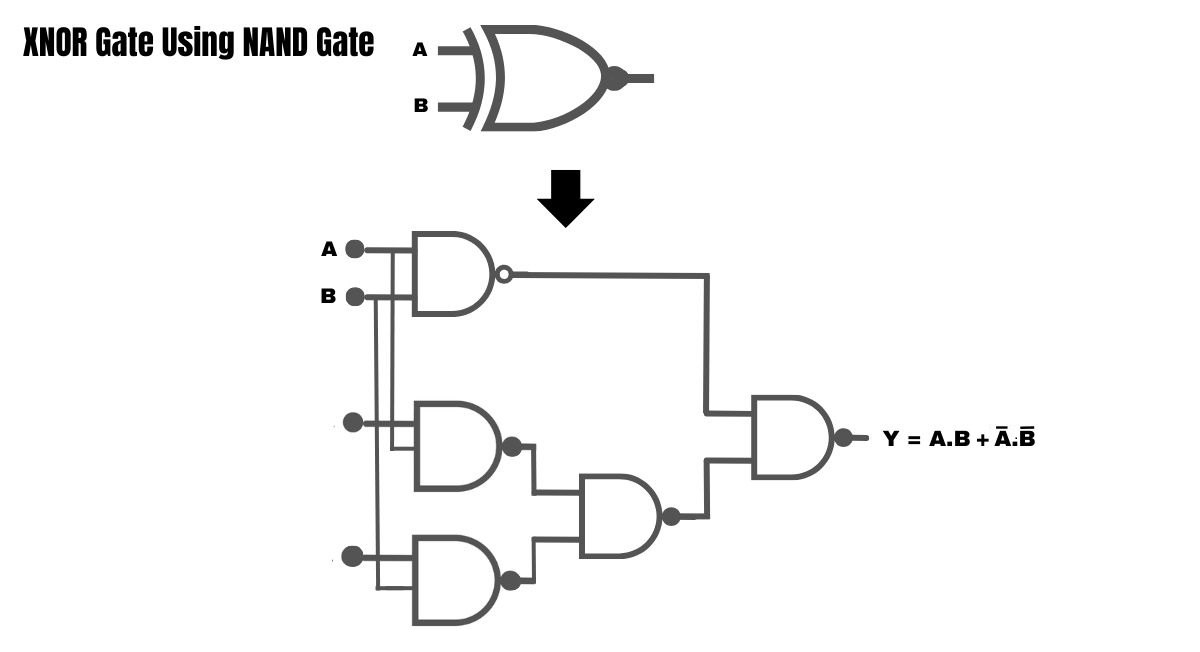 XNOR Gate Using NAND Gate
A
B
A
B
Y = A.B + A̅.B̅